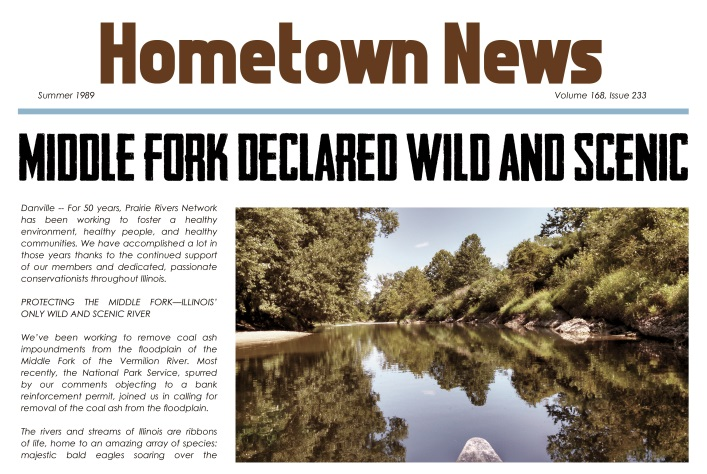 Hometown News
Summer 1989
Volume 168, Issue 233
MIDDLE FORK DECLARED WILD AND SCENIC
Danville -- For 50 years, Prairie Rivers Network
has been working to foster a healthy
environment, healthy people, and healthy
communities. We have accomplished a lot in
those years thanks to the continued support
of our members and dedicated, passionate
conservationists throughout Illinois.
PROTECTING THE MIDDLE FORK—ILLINOIS'
ONLY WILD AND SCENIC RIVER
We've been working to remove coal ash
impoundments from the floodplain of the
Middle Fork of the Vermilion River. Most
recently, the National Park Service, spurred
by our comments objecting to a bank
reinforcement permit, joined us in calling for
removal of the coal ash from the floodplain.
The rivers and streams of Illinois are ribbons
of life, home to an amazing array of species:
majestic bald eagles soaring over the